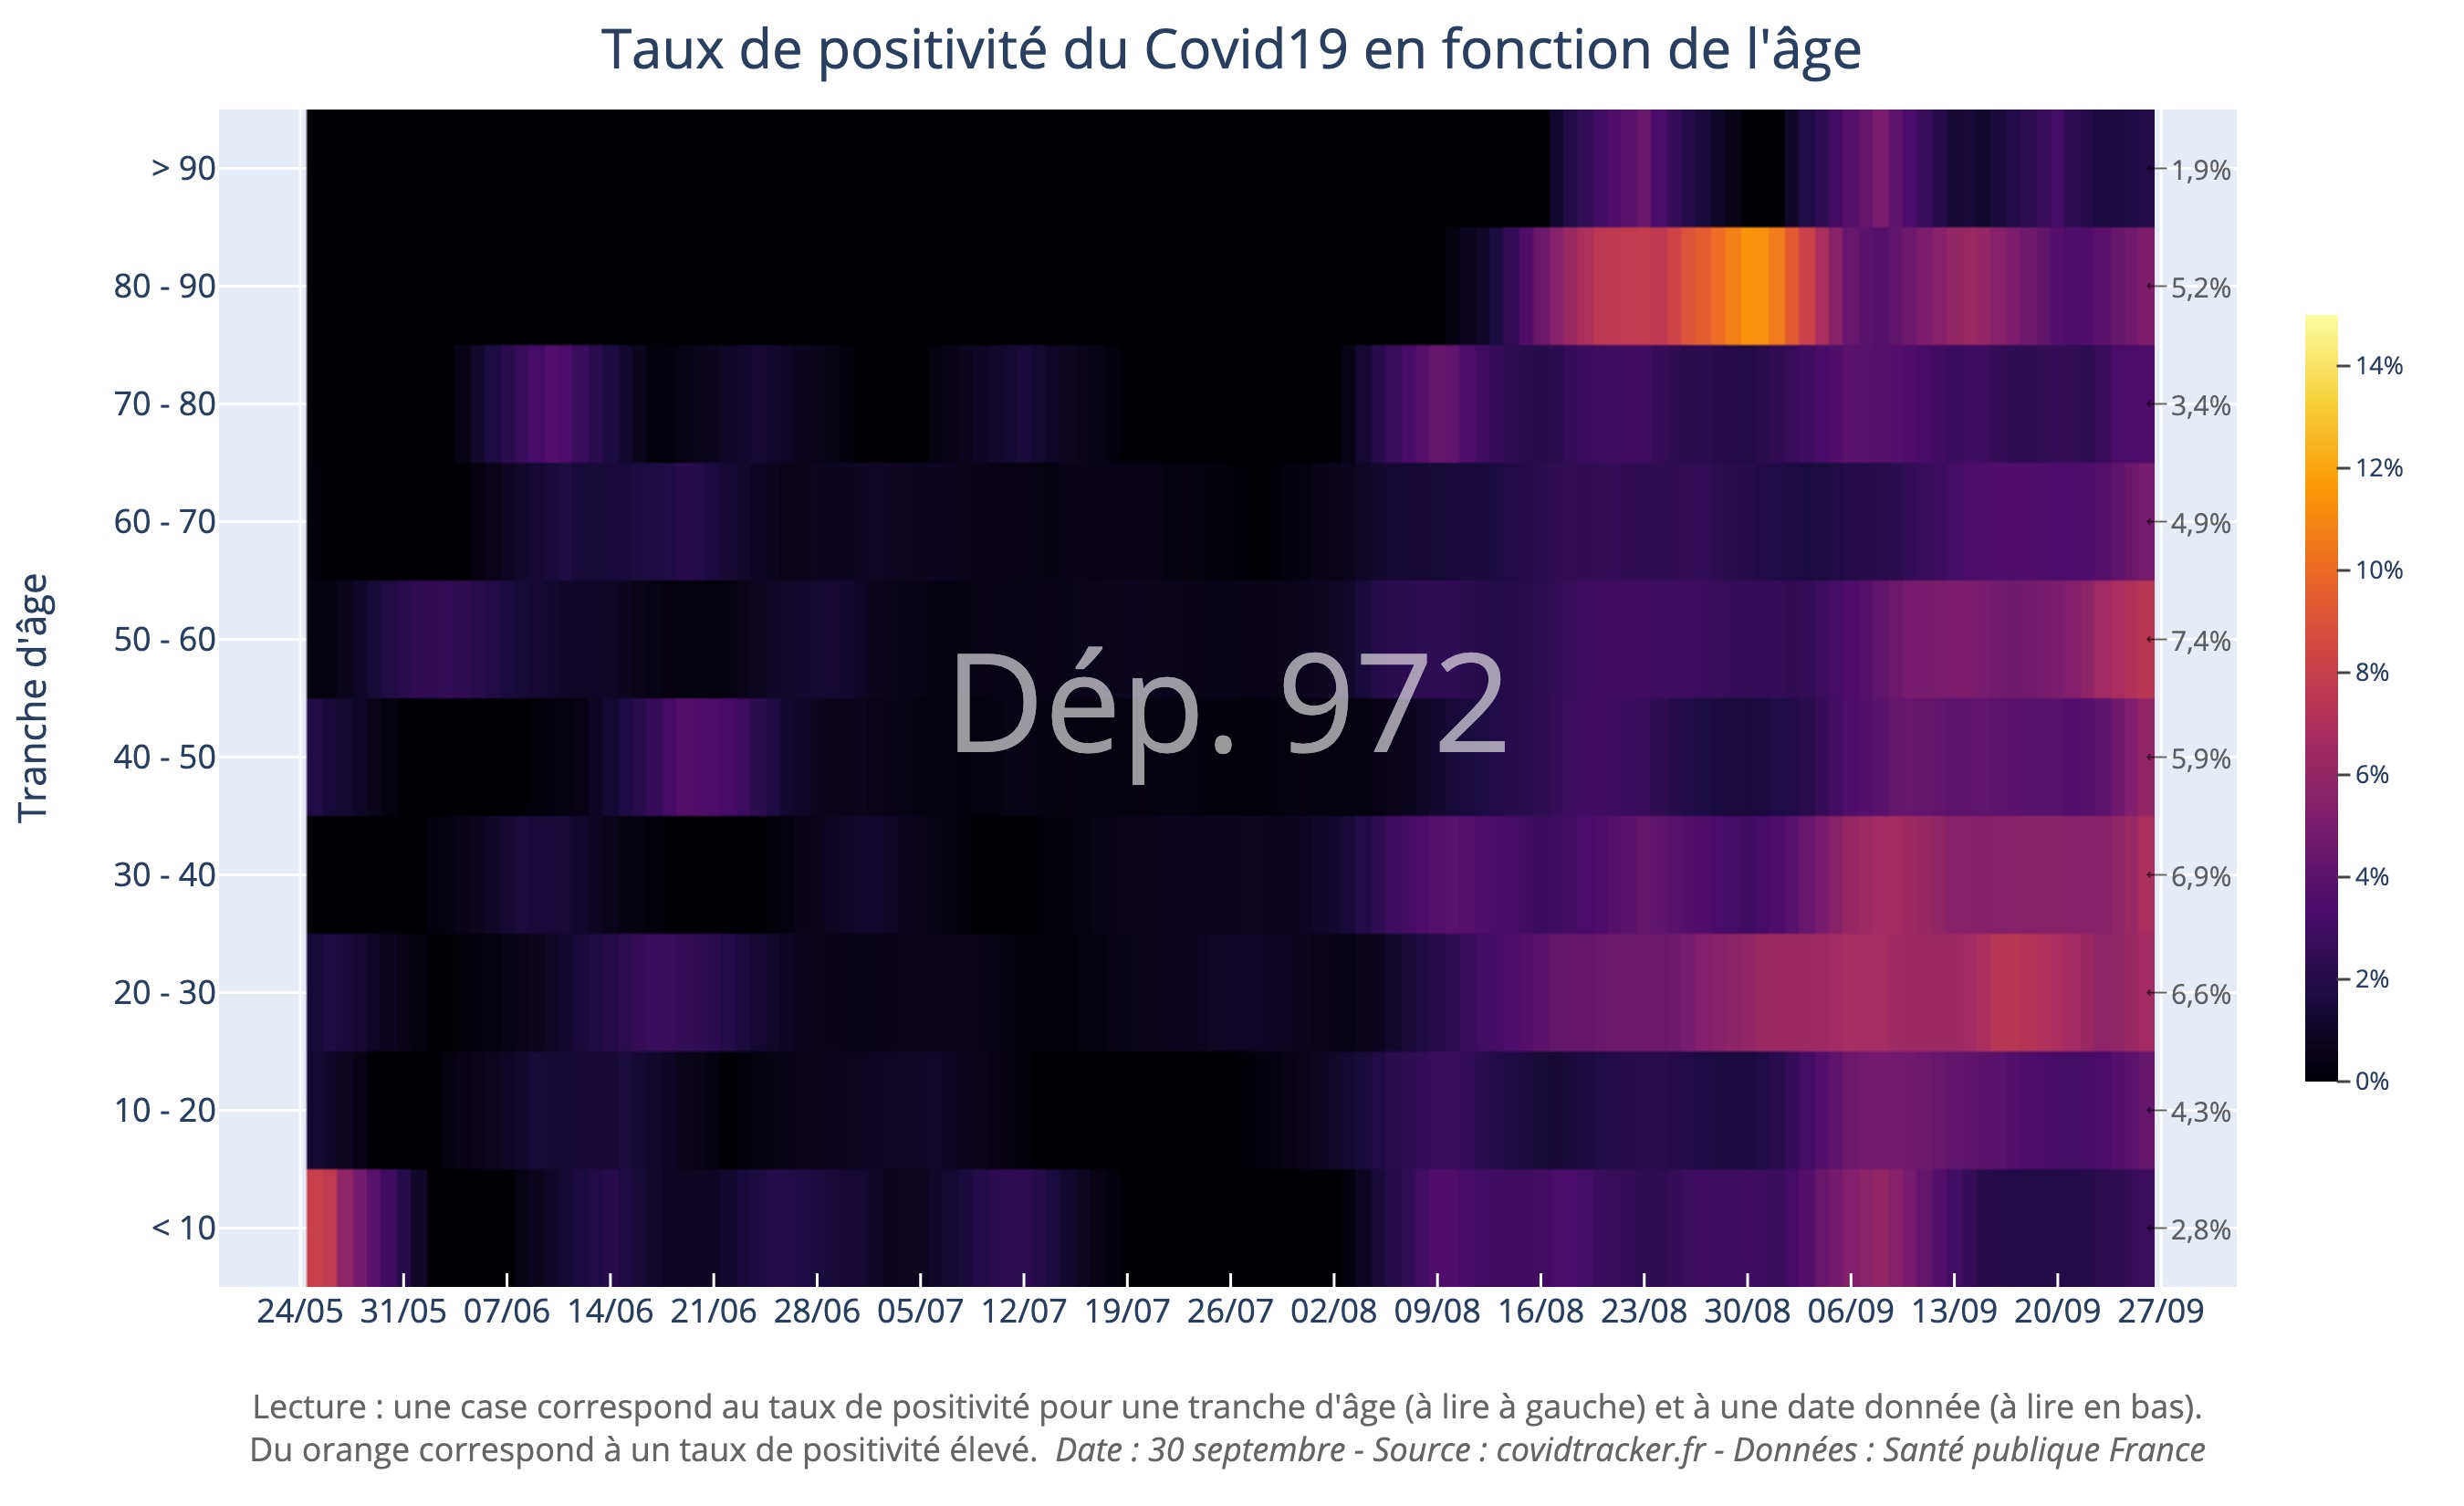 Taux de positivité du Covid19 en fonction de l'âge
Tranche d'âge
> 90
80 - 90
70 - 80
60 - 70
50 - 60
40 - 50
30 - 40
20 - 30
10 - 20
< 10
Dép. 972
1,9%
5,2%
3,4%
4,9%
7,4%
5,9%
6,9%
6,6%
4,3%
2,8%
14%
12%
10%
8%
6%
4%
2%
0%
24/05 31/05 07/06 14/06 21/06 28/06 05/07 12/07 19/07 26/07 02/08 09/08 16/08 23/08 30/08 06/09 13/09 20/09 27/09
Lecture : une case correspond au taux de positivité pour une tranche d'âge (à lire à gauche) et à une date donnée (à lire en bas).
Du orange correspond à un taux de positivité élevé. Date : 30 septembre - Source : covidtracker.fr - Données : Santé publique France